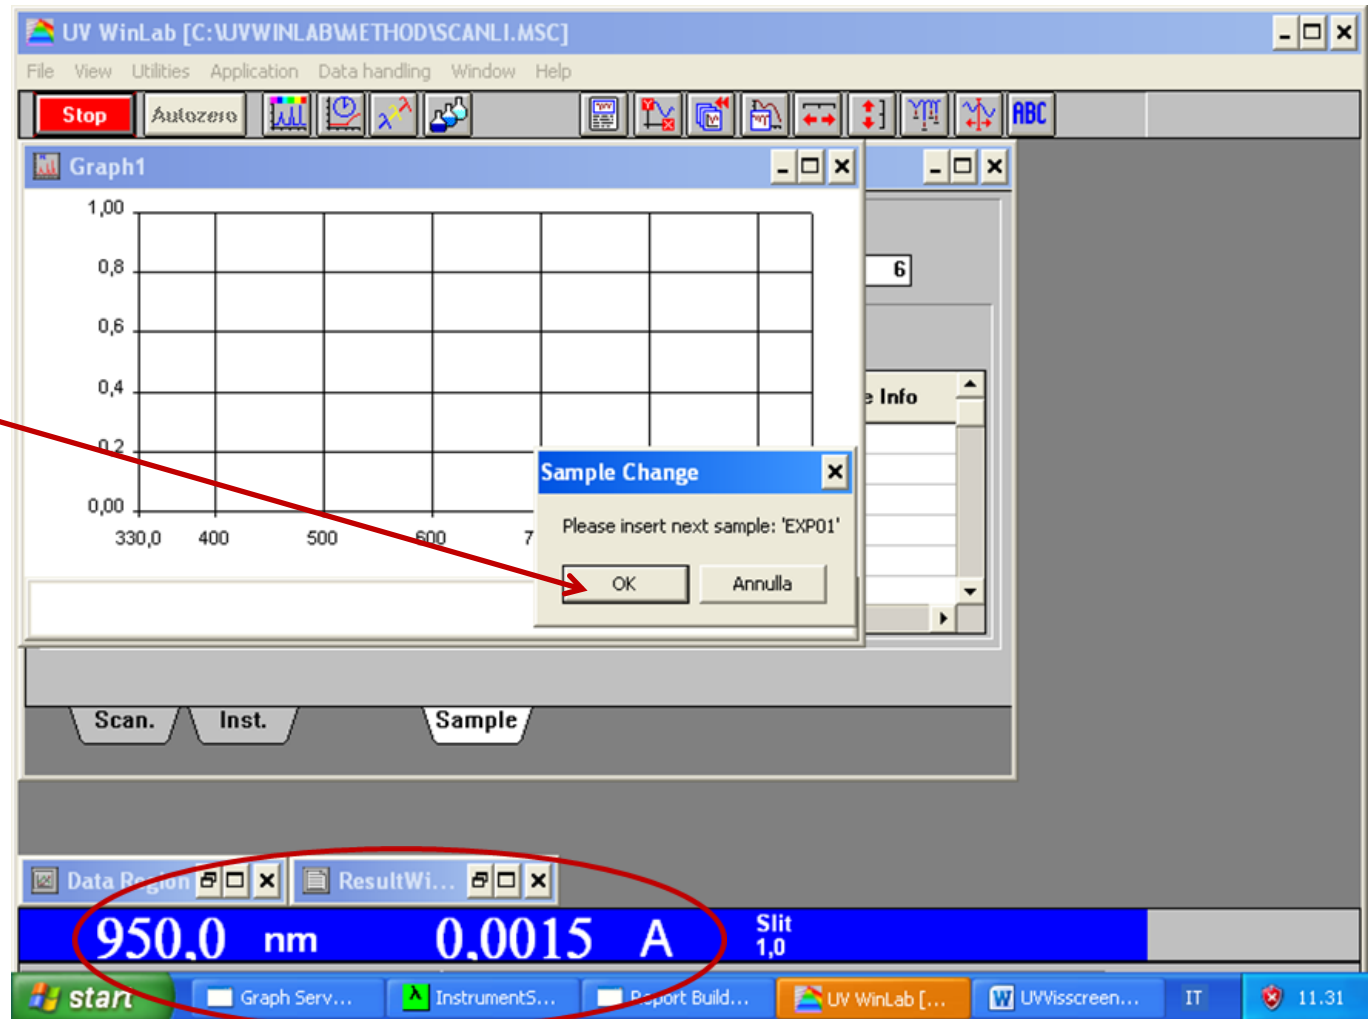 UV WinLab [C:\UVWINLAB\METHOD\SCANLI.MSC]
File View Utilities Application Data handling Window Help
Stop Autozero ABC
Graph1
1,00
0,8
0,6
0,4
0,2
0,00
330,0 400 500 600 7
6
e Info
Sample Change
Please insert next sample: 'EXP01'
OK Annulla
Scan. Inst. Sample
Data Region ResultWi...
950,0 nm 0,0015 A Slit
1,0
start Graph Serv... InstrumentS... Report Build... UV WinLab [... UVVisscreen... IT 11.31